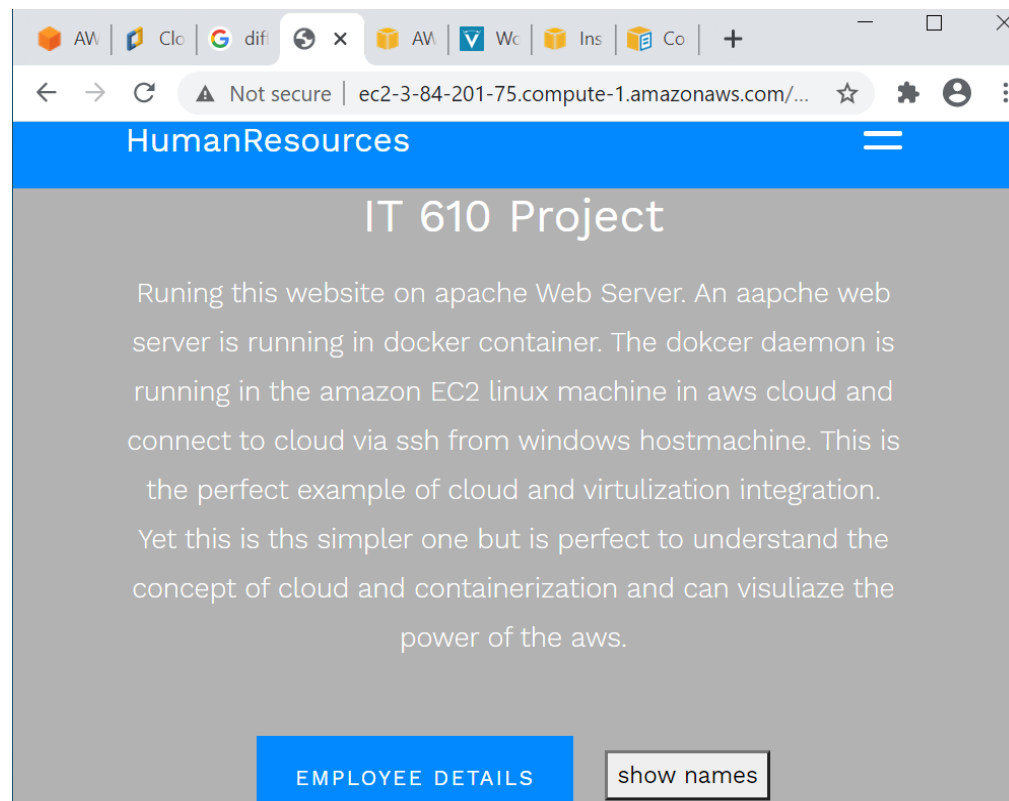 AW Clo diff AW Wo Ins Co
Not secure ec2-3-84-201-75.compute-1.amazonaws.com/...
HumanResources
IT 610 Project
Runing this website on apache Web Server. An aapche web
server is running in docker container. The dokcer daemon is
running in the amazon EC2 linux machine in aws cloud and
connect to cloud via ssh from windows hostmachine. This is
the perfect example of cloud and virtulization integration.
Yet this is ths simpler one but is perfect to understand the
concept of cloud and containerization and can visuliaze the
power of the aws.
EMPLOYEE DETAILS show names